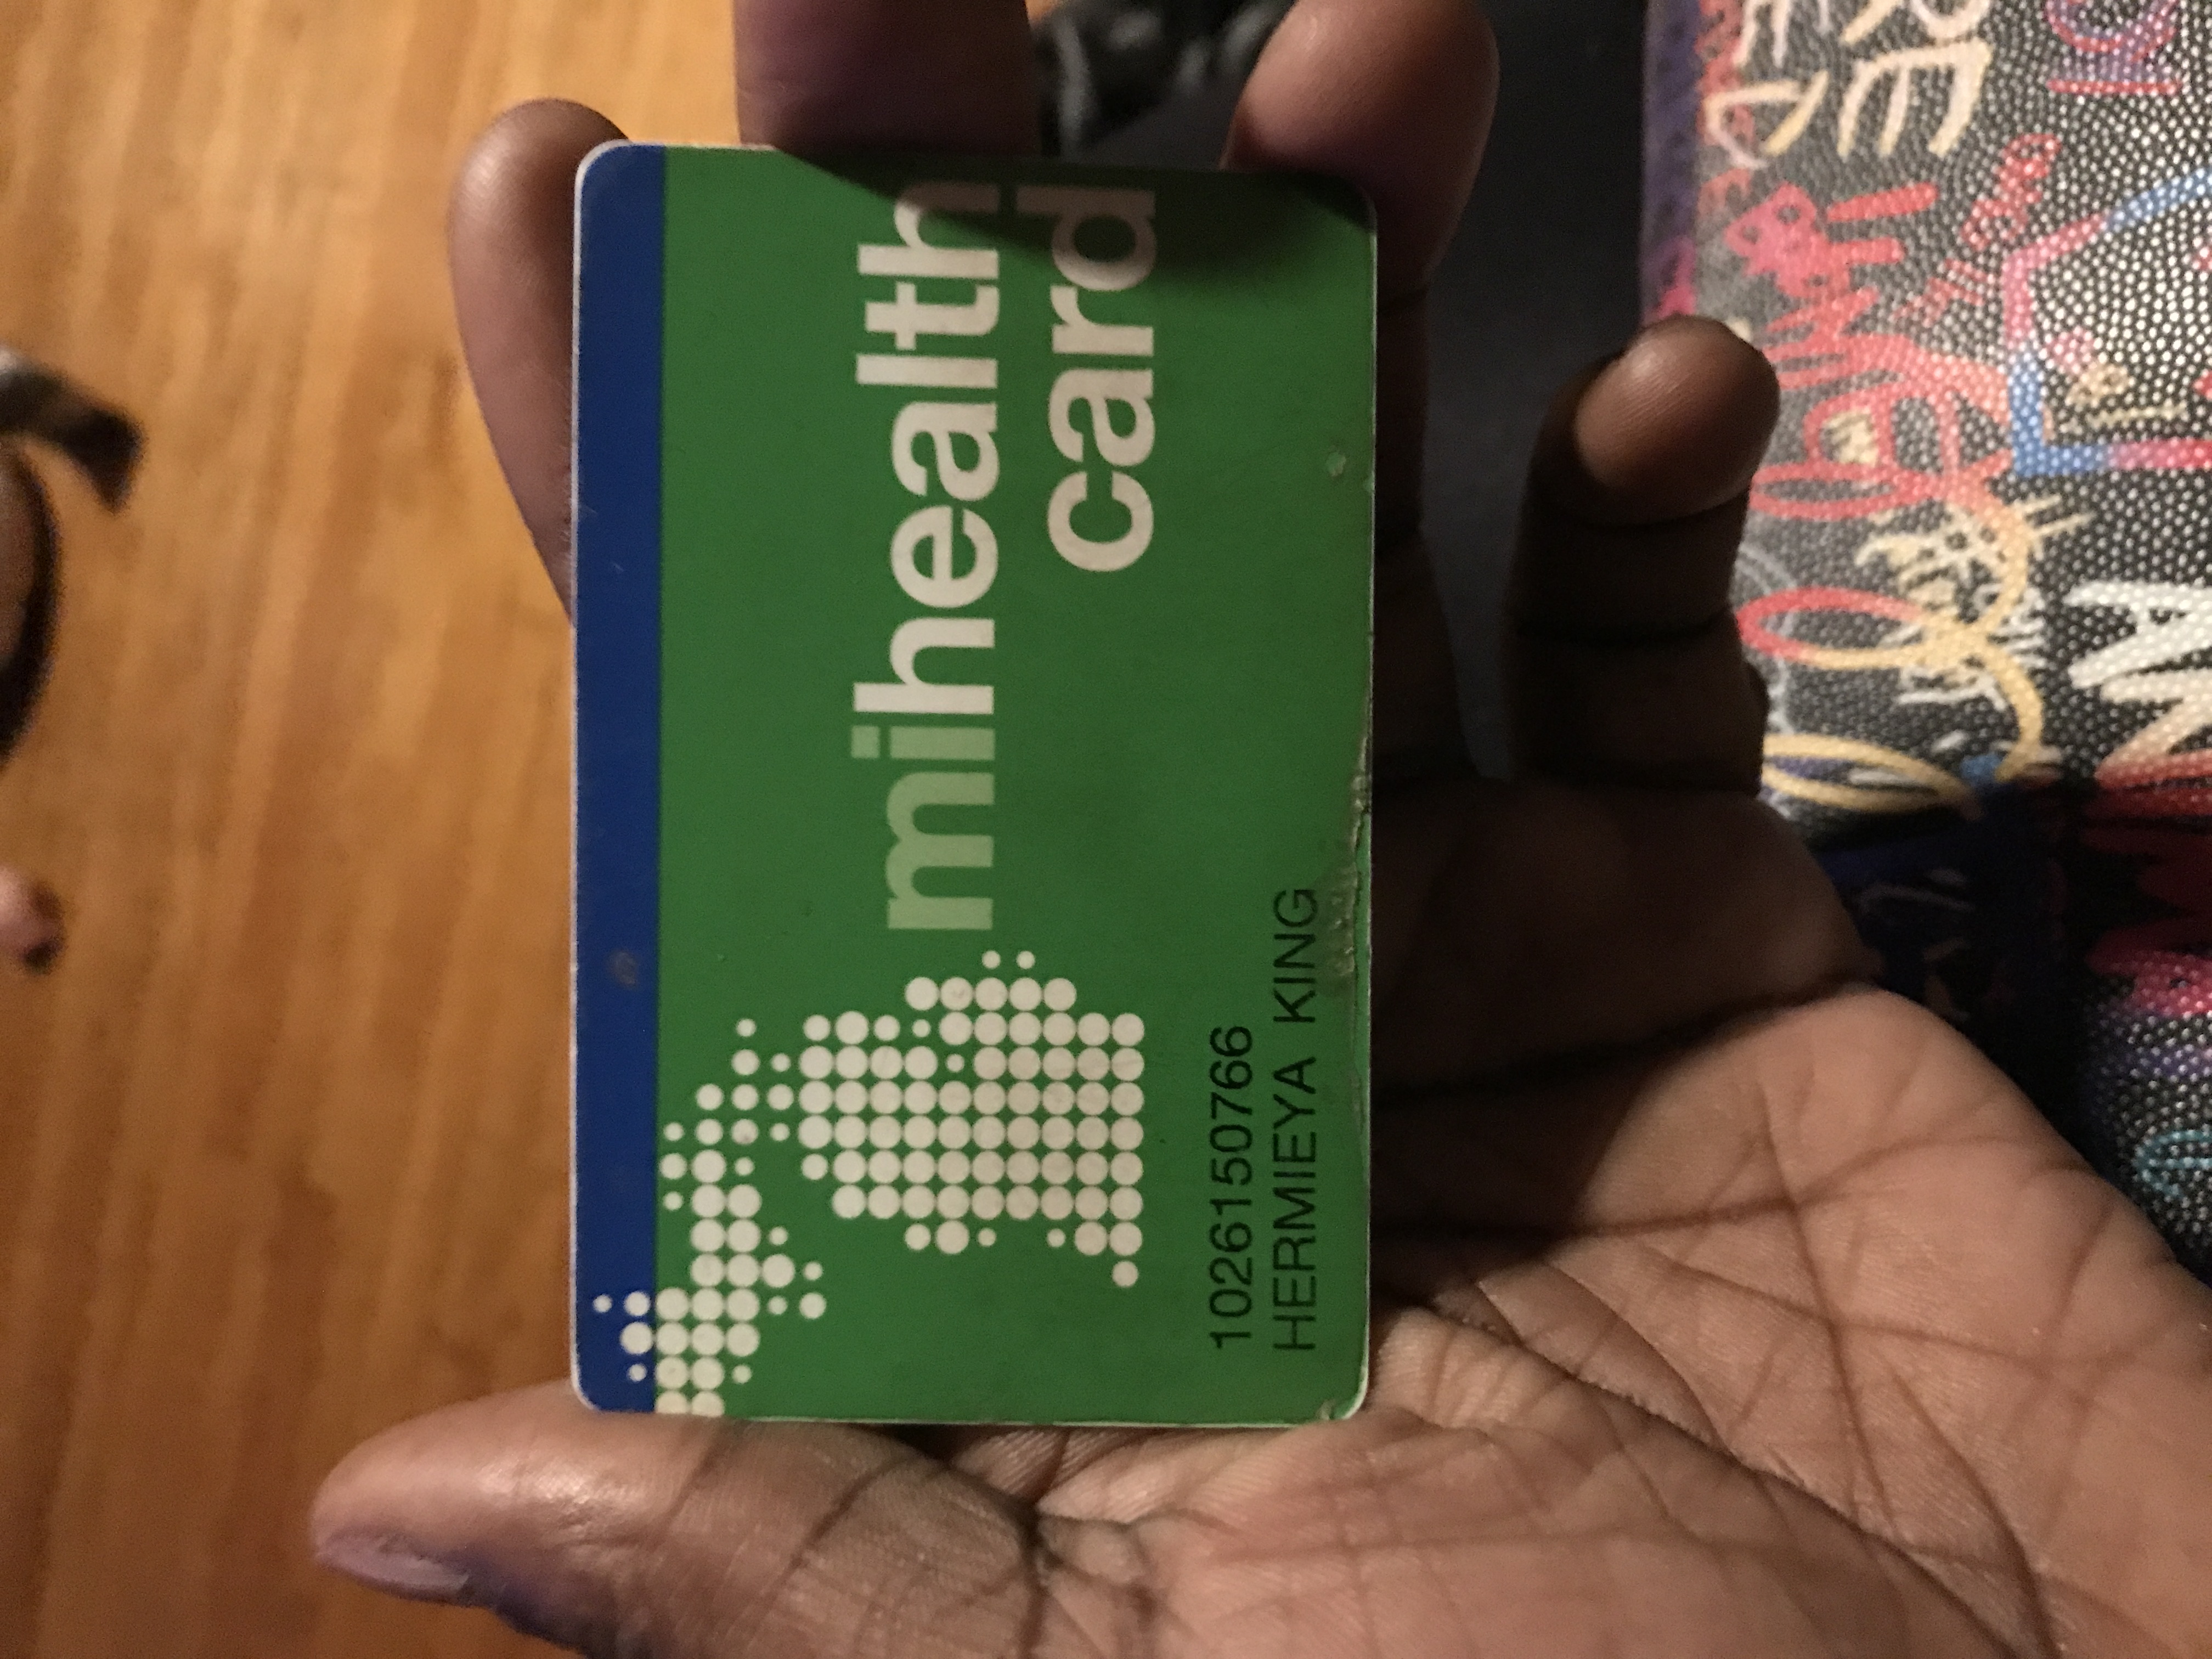 mihealth
card
1026150766
HERMIEYA KING